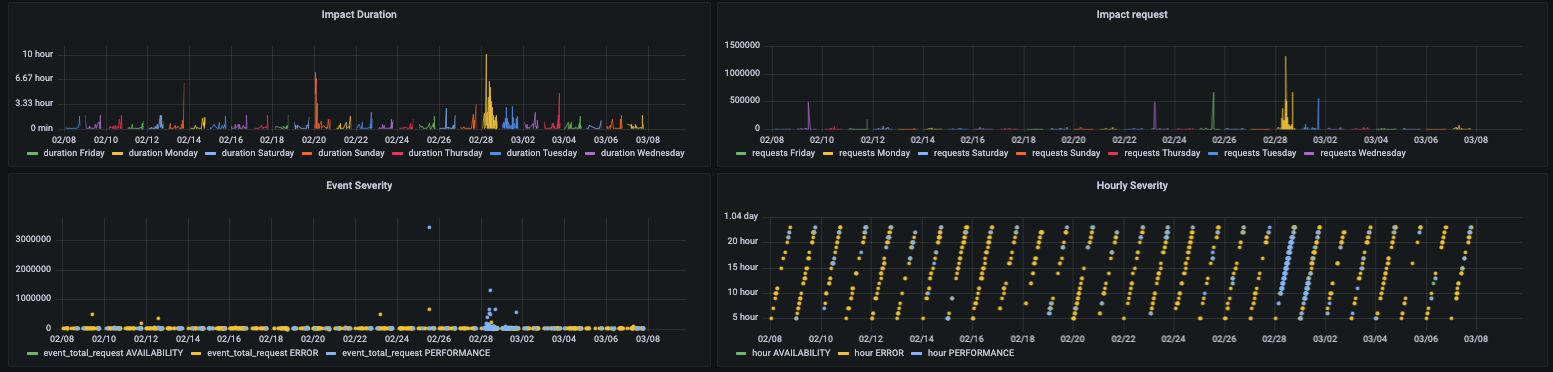 Impact Duration
10 hour
6.67 hour
3.33 hour
0 min
02/08 02/10 02/12 02/14 02/16 02/18 02/20 02/22 02/24 02/26 02/28 03/02 03/04 03/06 03/08
duration Friday duration Monday duration Saturday duration Sunday duration Thursday duration Tuesday duration Wednesday
Impact request
1500000
1000000
500000
0
02/08 02/10 02/12 02/14 02/16 02/18 02/20 02/22 02/24 02/26 02/28 03/02 03/04 03/06 03/08
requests Friday requests Monday requests Saturday requests Sunday requests Thursday requests Tuesday requests Wednesday
Event Severity
3000000
2000000
1000000
0
02/08 02/10 02/12 02/14 02/16 02/18 02/20 02/22 02/24 02/26 02/28 03/02 03/04 03/06 03/08
event_total_request AVAILABILITY event_total_request ERROR event_total_request PERFORMANCE
Hourly Severity
1.04 day
20 hour
15 hour
10 hour
5 hour
02/08 02/10 02/12 02/14 02/16 02/18 02/20 02/22 02/24 02/26 02/28 03/02 03/04 03/06 03/08
hour AVAILABILITY hour ERROR hour PERFORMANCE